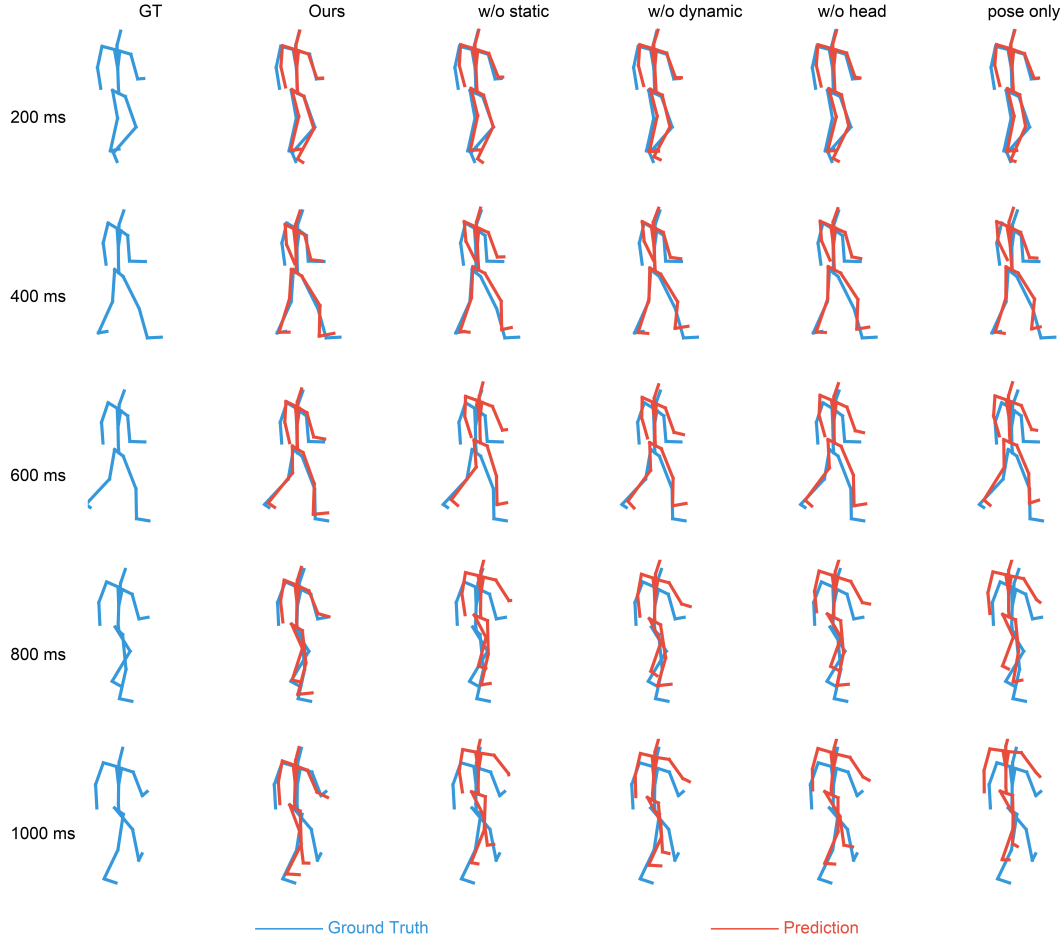 GT Ours w/o static w/o dynamic w/o head pose only
200 ms
400 ms
600 ms
800 ms
1000 ms
Ground Truth Prediction